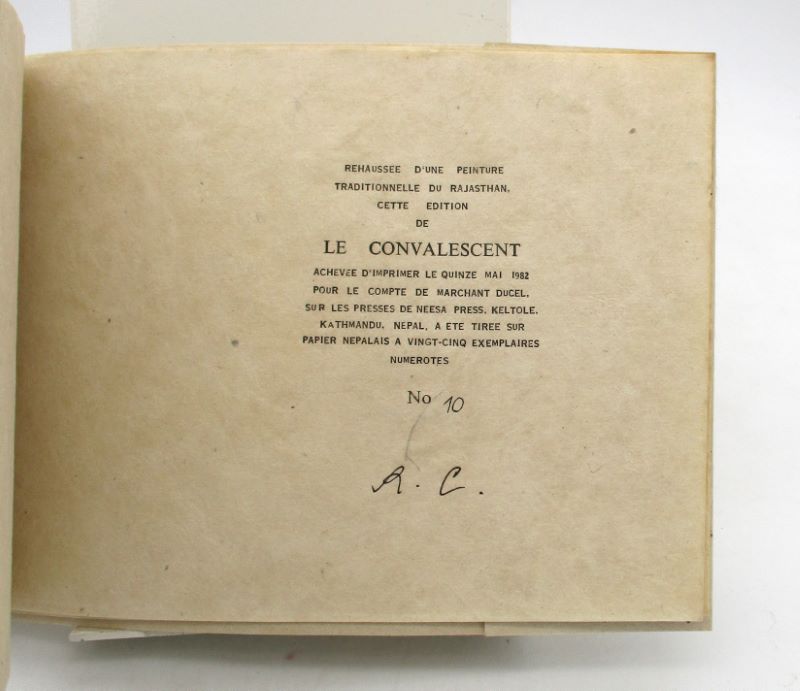 REHAUSSEE D'UNE PEINTURE
TRADITIONNELLE DU RAJASTHAN,
CETTE EDITION
DE
LE CONVALESCENT
ACHEVEE D'IMPRIMER LE QUINZE MAI 1982
POUR LE COMPTE DE MARCHANT DUCEL,
SUR LES PRESSES DE NEESA PRESS, KELTOLE,
KATHMANDU, NEPAL, A ETE TIREE SUR
PAPIER NEPALAIS A VINGT-CINQ EXEMPLAIRES
NUMEROTES
No 10
R. C.